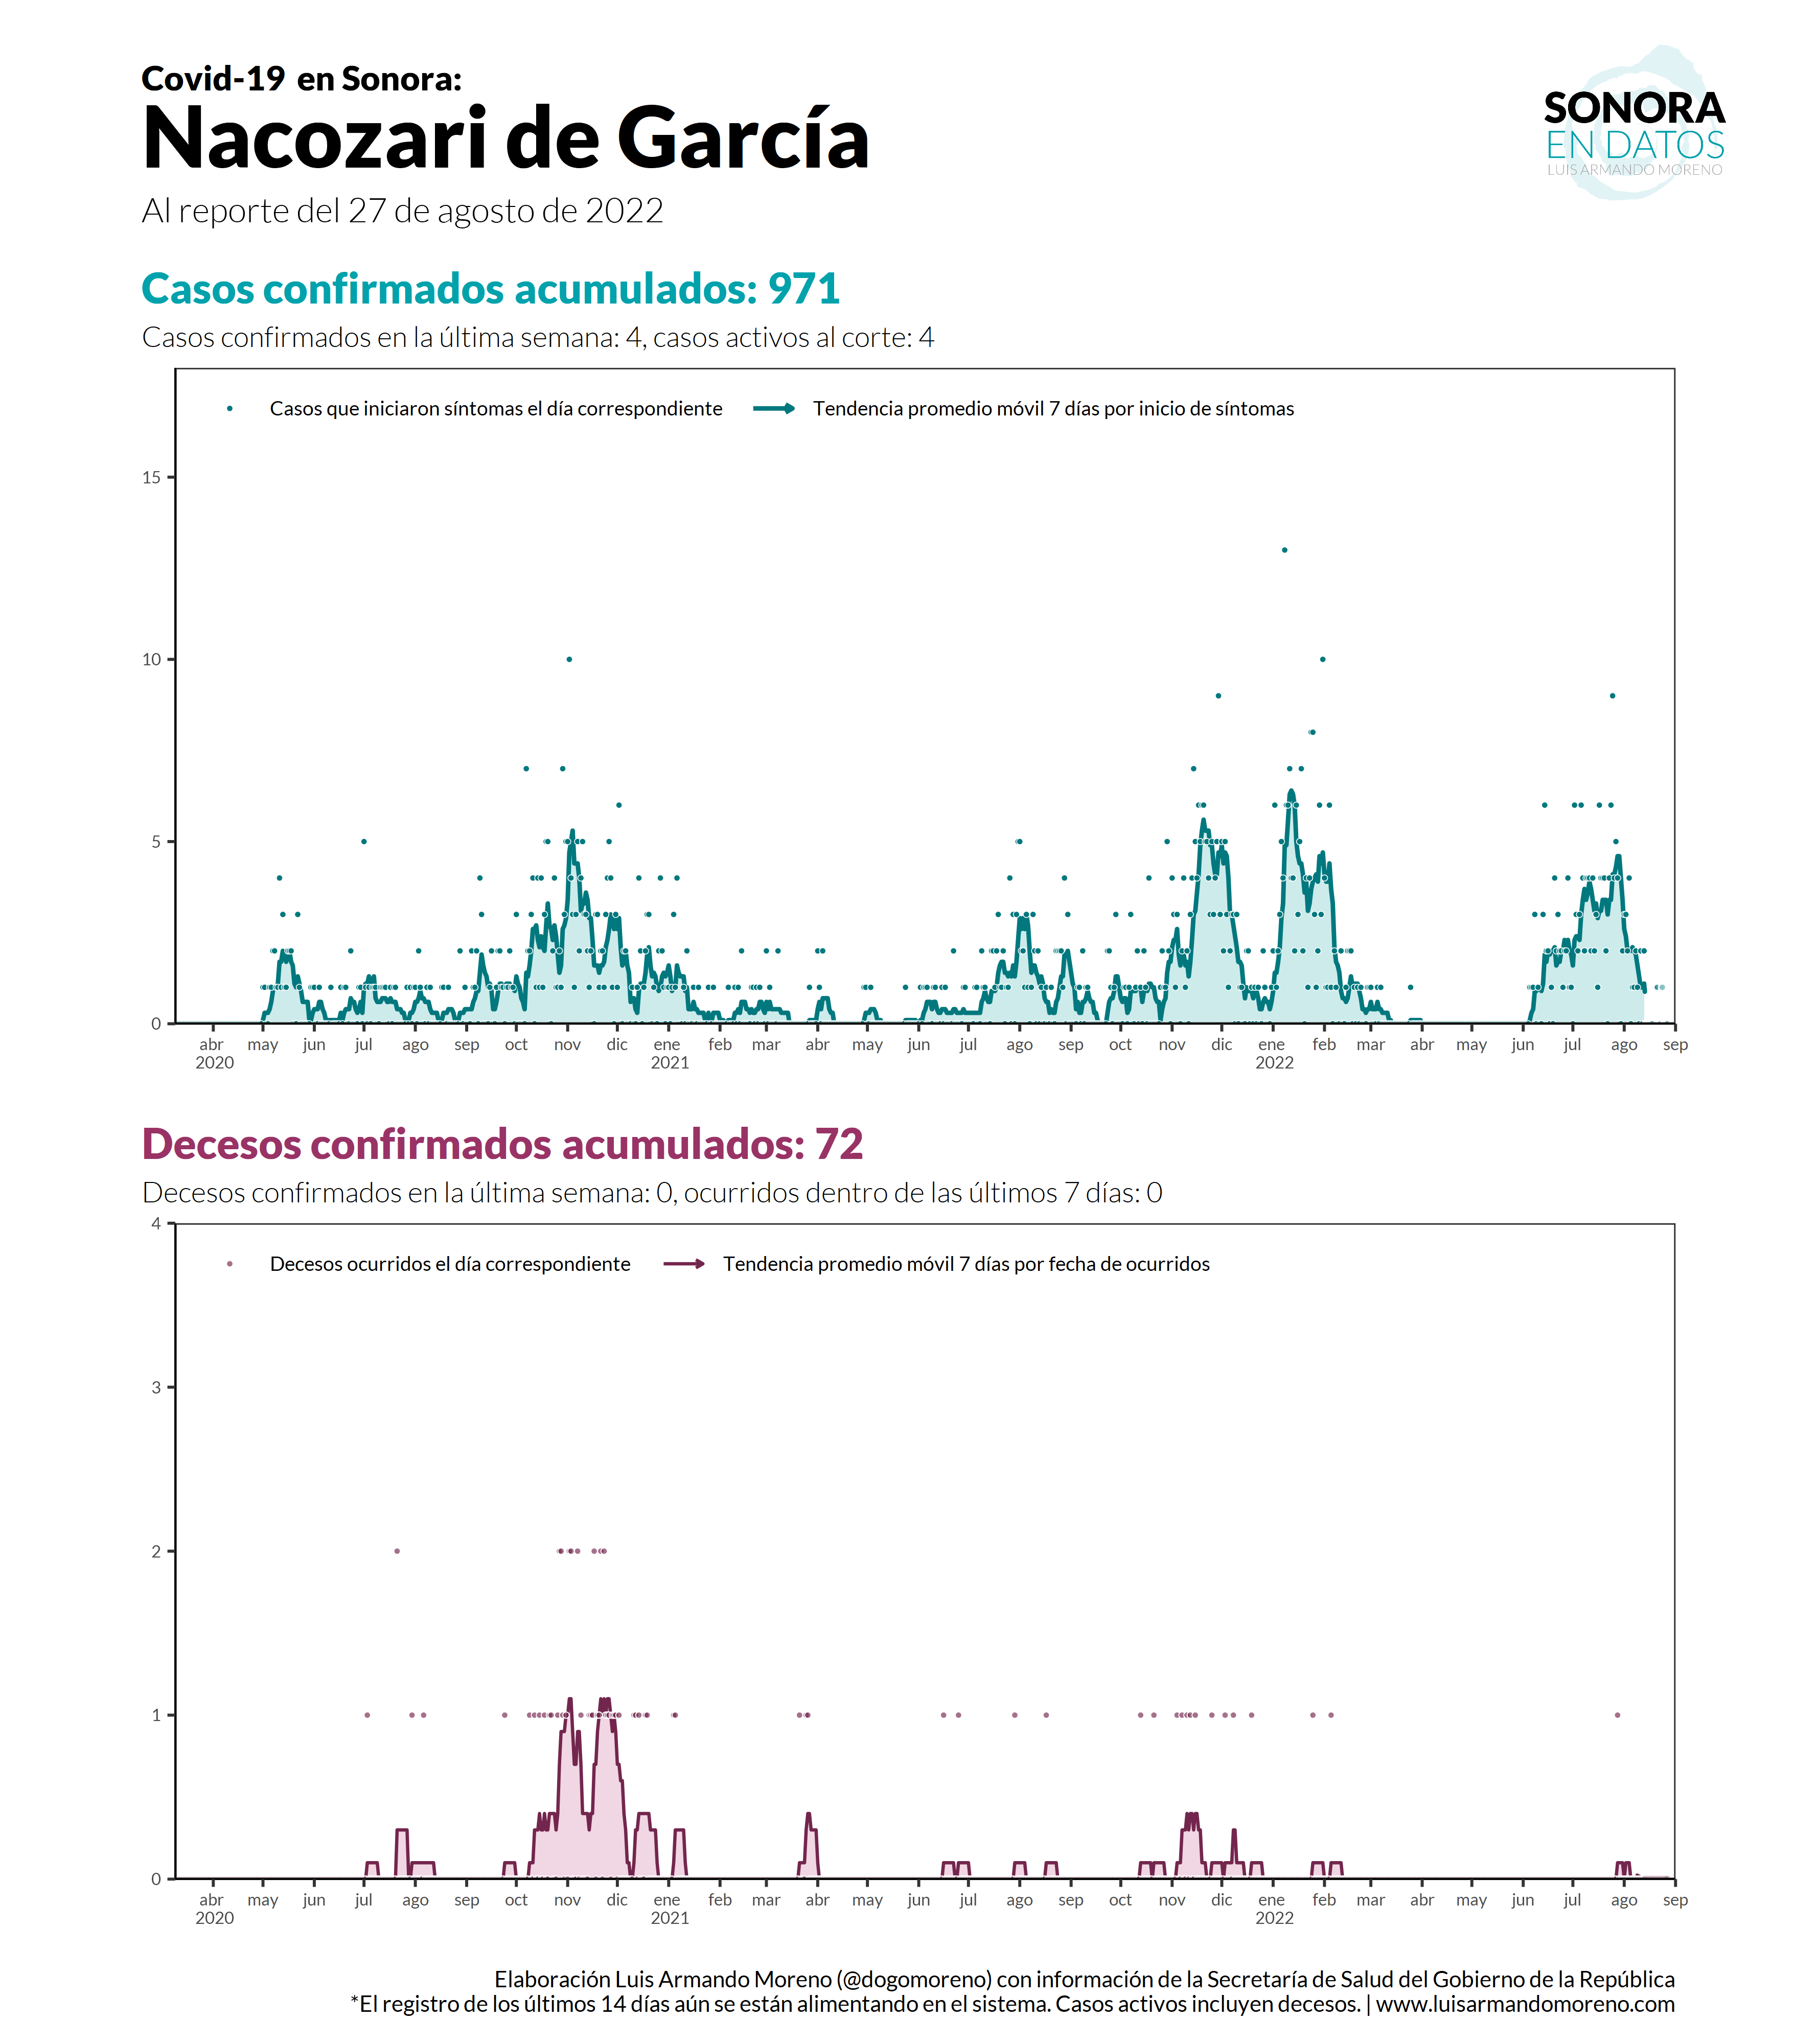 Covid-19 en Sonora:
Nacozari de García
Al reporte del 27 de agosto de 2022
SONORA
EN DATOS
LUIS ARMANDO MORENO
Casos confirmados acumulados: 971
Casos confirmados en la última semana: 4, casos activos al corte: 4
Casos que iniciaron síntomas el día correspondiente Tendencia promedio móvil 7 días por inicio de síntomas
15
10
5
0
abr may jun jul ago sep oct nov dic ene feb mar abr may jun jul ago sep oct nov dic ene feb mar abr may jun jul ago sep
2020 2021 2022
Decesos confirmados acumulados: 72
Decesos confirmados en la última semana: 0, ocurridos dentro de las últimos 7 días: 0
4
Decesos ocurridos el día correspondiente Tendencia promedio móvil 7 días por fecha de ocurridos
3
2
1
0
abr may jun jul ago sep oct nov dic ene feb mar abr may jun jul ago sep oct nov dic ene feb mar abr may jun jul ago sep
2020 2021 2022
Elaboración Luis Armando Moreno (@dogomoreno) con información de la Secretaría de Salud del Gobierno de la República
*El registro de los últimos 14 días aún se están alimentando en el sistema. Casos activos incluyen decesos. | www.luisarmandomoreno.com